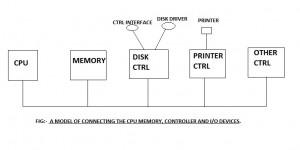 CTRL INTERFACE
DISK DRIVER
PRINTER
CPU
MEMORY
DISK
CTRL
PRINTER
CTRL
OTHER
CTRL
FIG:- A MODEL OF CONNECTING THE CPU MEMORY, CONTROLLER AND I/O DEVICES.